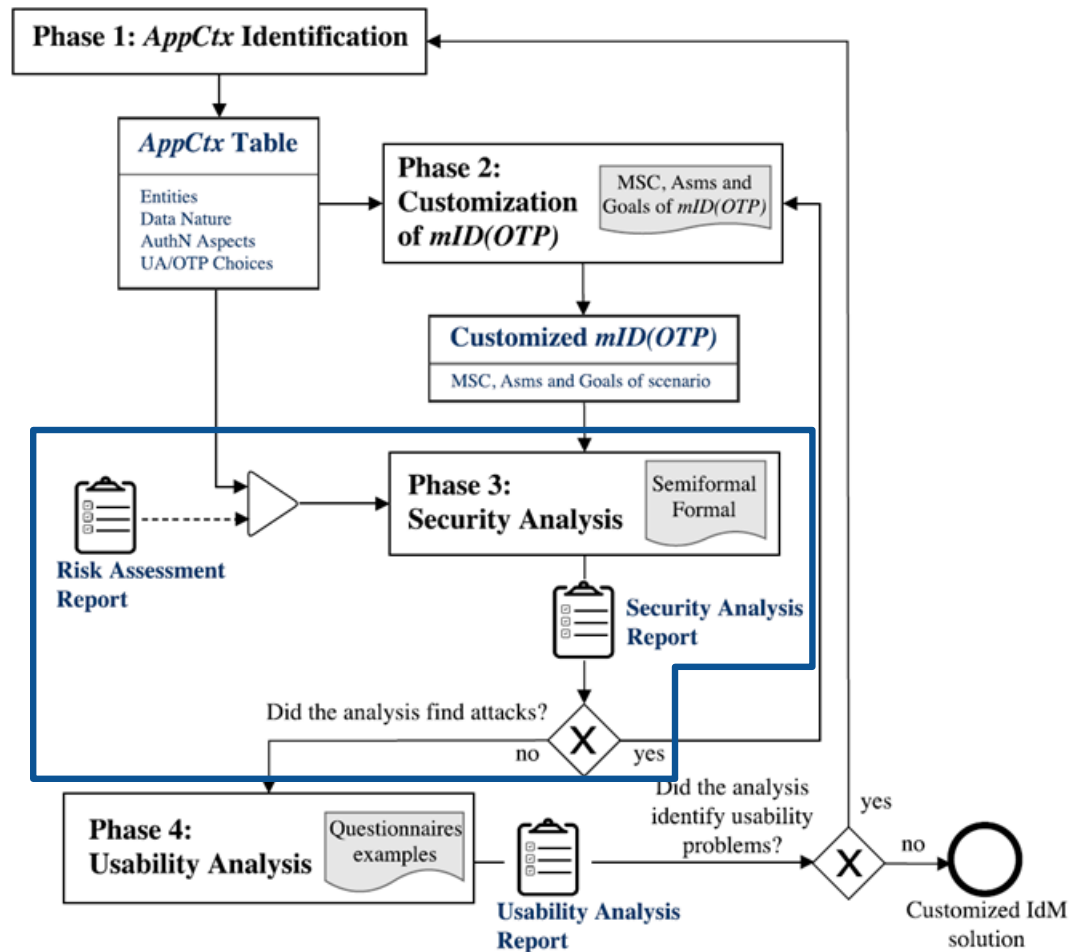 Phase 1: AppCtx Identification
AppCtx Table
Entities
Data Nature
AuthN Aspects
UA/OTP Choices
Phase 2:
Customization
of mID(OTP)
MSC, Asms and
Goals of mID(OTP)
Customized mID(OTP)
MSC, Asms and Goals of scenario
Phase 3:
Security Analysis
Semiformal
Formal
Risk Assessment
Report
Security Analysis
Report
Did the analysis find attacks?
no
X
yes
Phase 4:
Usability Analysis
Questionnaires
examples
Usability Analysis
Report
Did the analysis
identify usability
problems?
X
yes
no
Customized IdM
solution